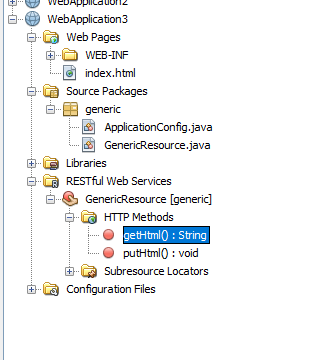 WebApplication2
WebApplication3
Web Pages
WEB-INF
index.html
Source Packages
generic
ApplicationConfig.java
GenericResource.java
Libraries
RESTful Web Services
GenericResource [generic]
HTTP Methods
getHtml() : String
putHtml() : void
Subresource Locators
Configuration Files